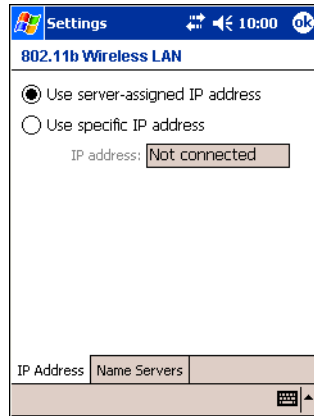 Settings 10:00 ok
802.11b Wireless LAN
Use server-assigned IP address
Use specific IP address
IP address: Not connected
IP Address Name Servers